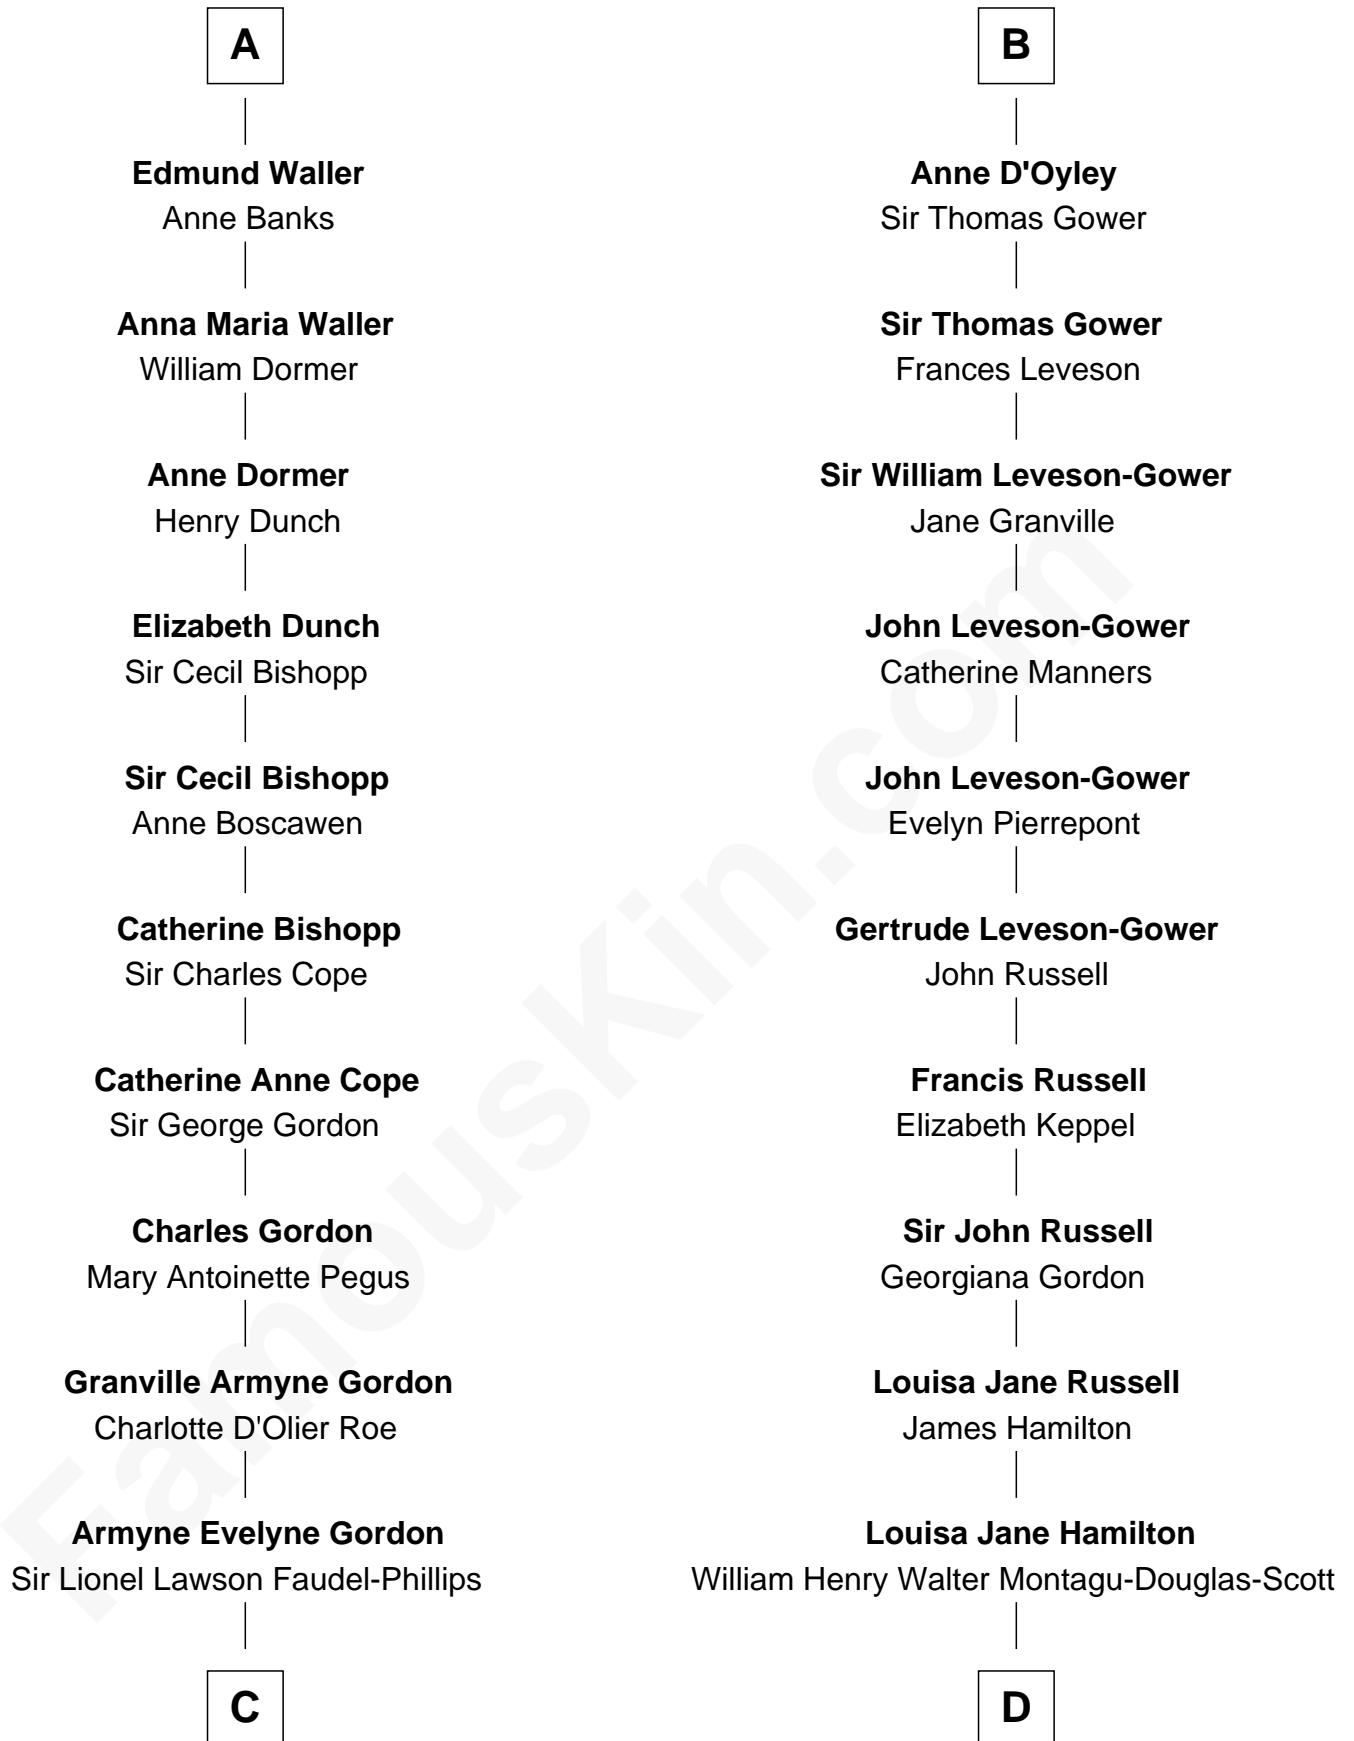 A
Edmund Waller
Anne Banks
Anna Maria Waller
William Dormer
Anne Dormer
Henry Dunch
Elizabeth Dunch
Sir Cecil Bishopp
Sir Cecil Bishopp
Anne Boscawen
Catherine Bishopp
Sir Charles Cope
Catherine Anne Cope
Sir George Gordon
Charles Gordon
Mary Antoinette Pegus
Granville Armyne Gordon
Charlotte D'Olier Roe
Armyne Evelyne Gordon
Sir Lionel Lawson Faudel-Phillips
C
B
Anne D'Oyley
Sir Thomas Gower
Sir Thomas Gower
Frances Leveson
Sir William Leveson-Gower
Jane Granville
John Leveson-Gower
Catherine Manners
John Leveson-Gower
Evelyn Pierrepont
Gertrude Leveson-Gower
John Russell
Francis Russell
Elizabeth Keppel
Sir John Russell
Georgiana Gordon
Louisa Jane Russell
James Hamilton
Louisa Jane Hamilton
William Henry Walter Montagu-Douglas-Scott
D
FamousKin.com